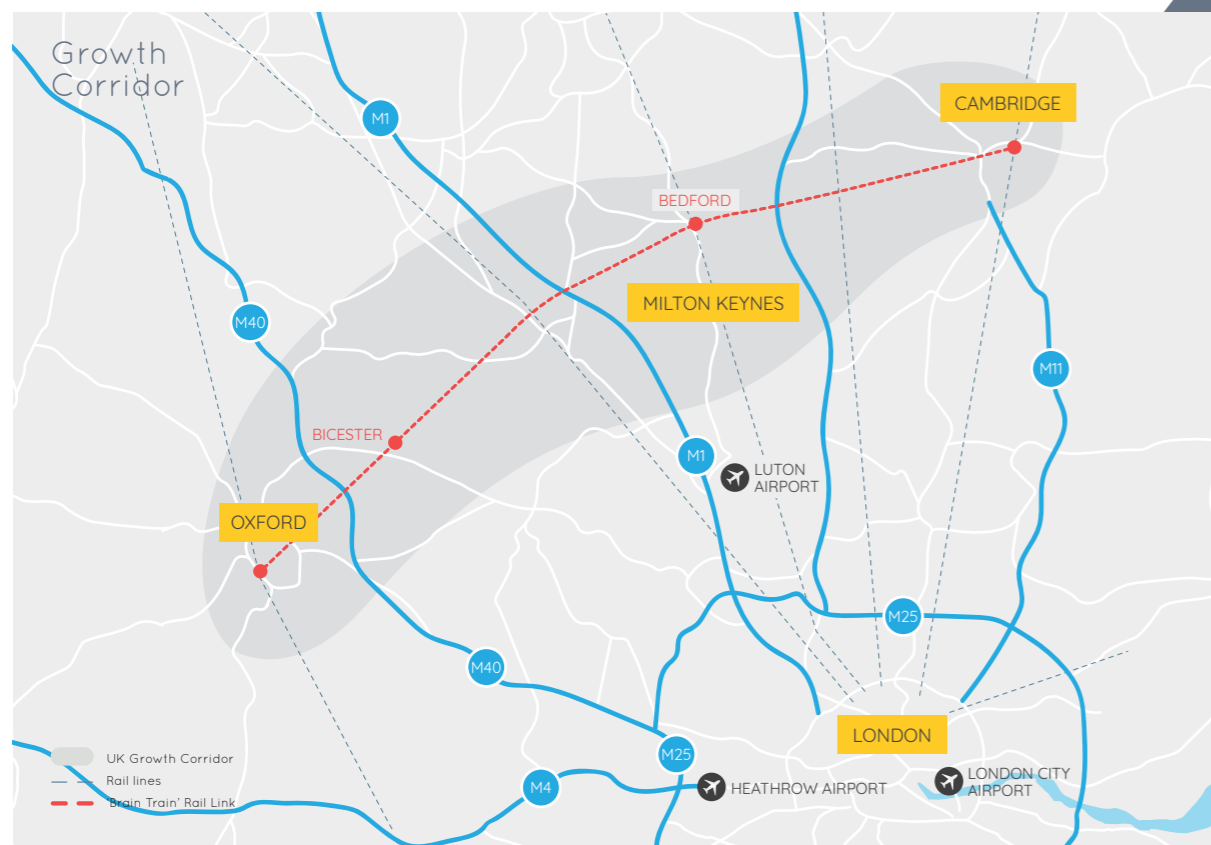 Growth
Corridor
M1
CAMBRIDGE
BEDFORD
MILTON KEYNES
M40
M11
BICESTER
M1
LUTON
AIRPORT
OXFORD
M25
M40
LONDON
M25
M4
HEATHROW AIRPORT
LONDON CITY
AIRPORT
UK Growth Corridor
Rail lines
Brain Train' Rail Link